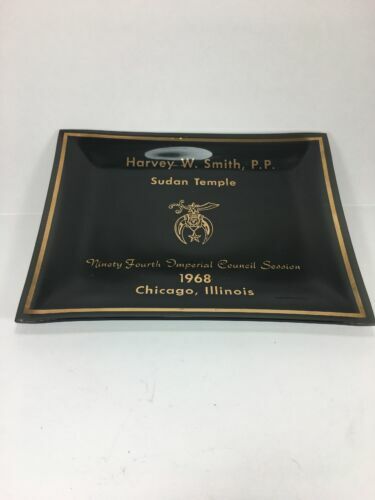 Harvey W. Smith, P.P.
Sudan Temple
Ninety Fourth Imperial Council Session
1968
Chicago, Illinois